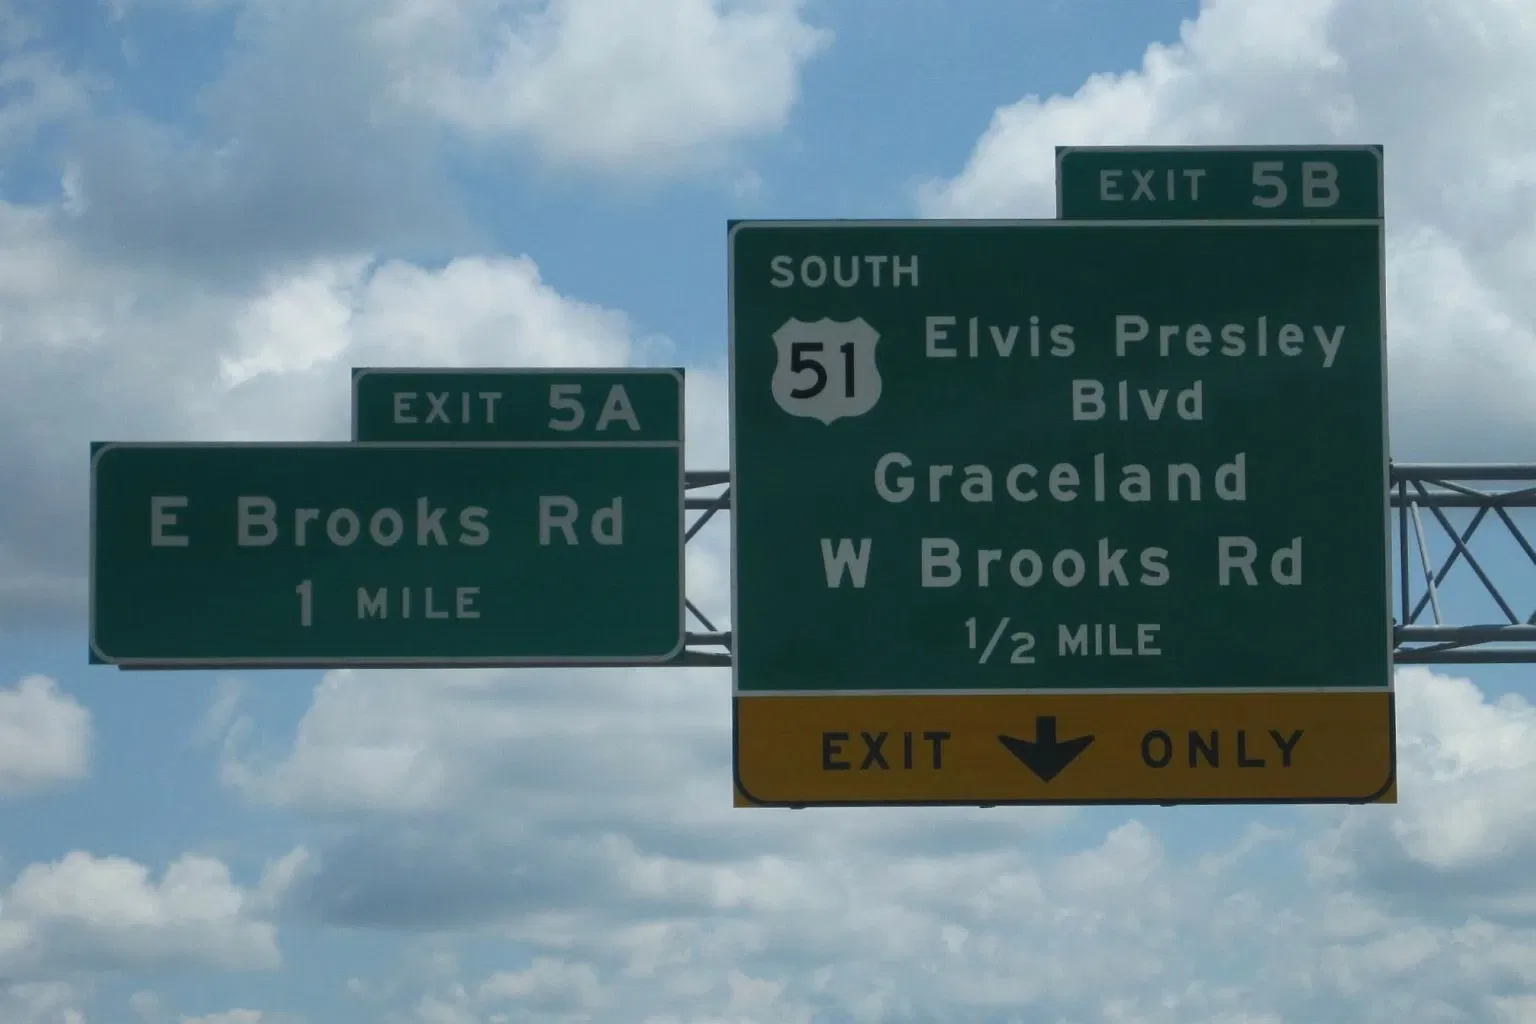 EXIT 5A
E Brooks Rd
1 MILE
EXIT 5B
SOUTH
51
Elvis Presley
Blvd
Graceland
W Brooks Rd
1/2 MILE
EXIT ONLY